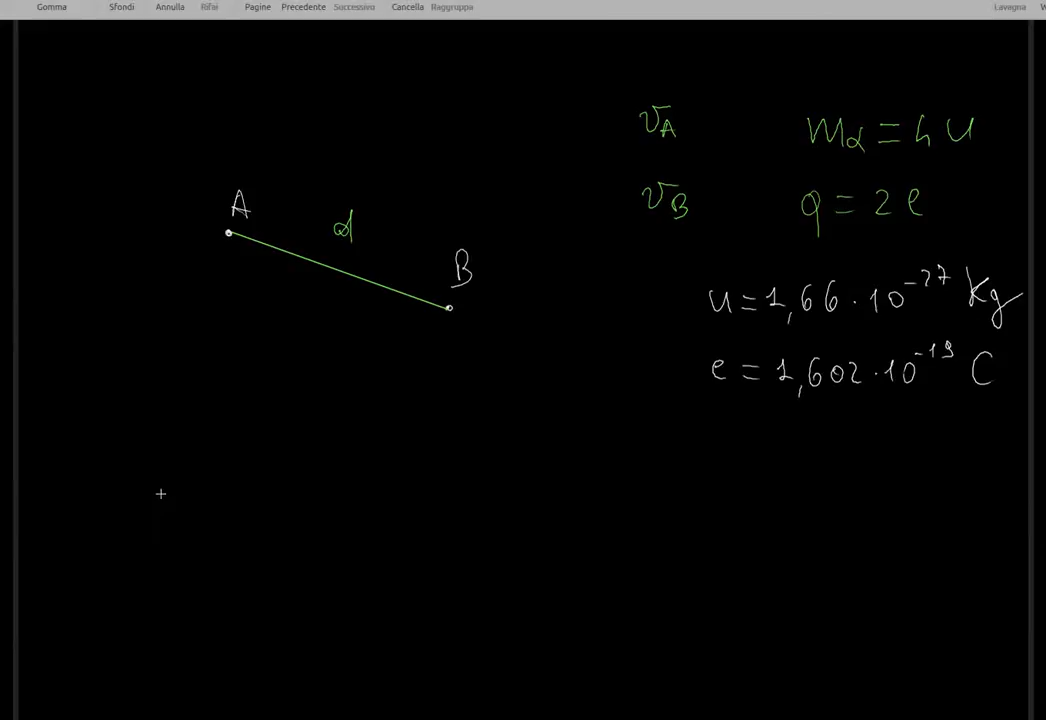 Gomma Sfondi Annulla Rifai Pagine Precedente Successivo Cancella Raggruppa Lavagna
v_A m_α = 4 u
A d
v_B q = 2 e
B
u = 1,66 · 10^-27 Kg
e = 1,602 · 10^-19 C